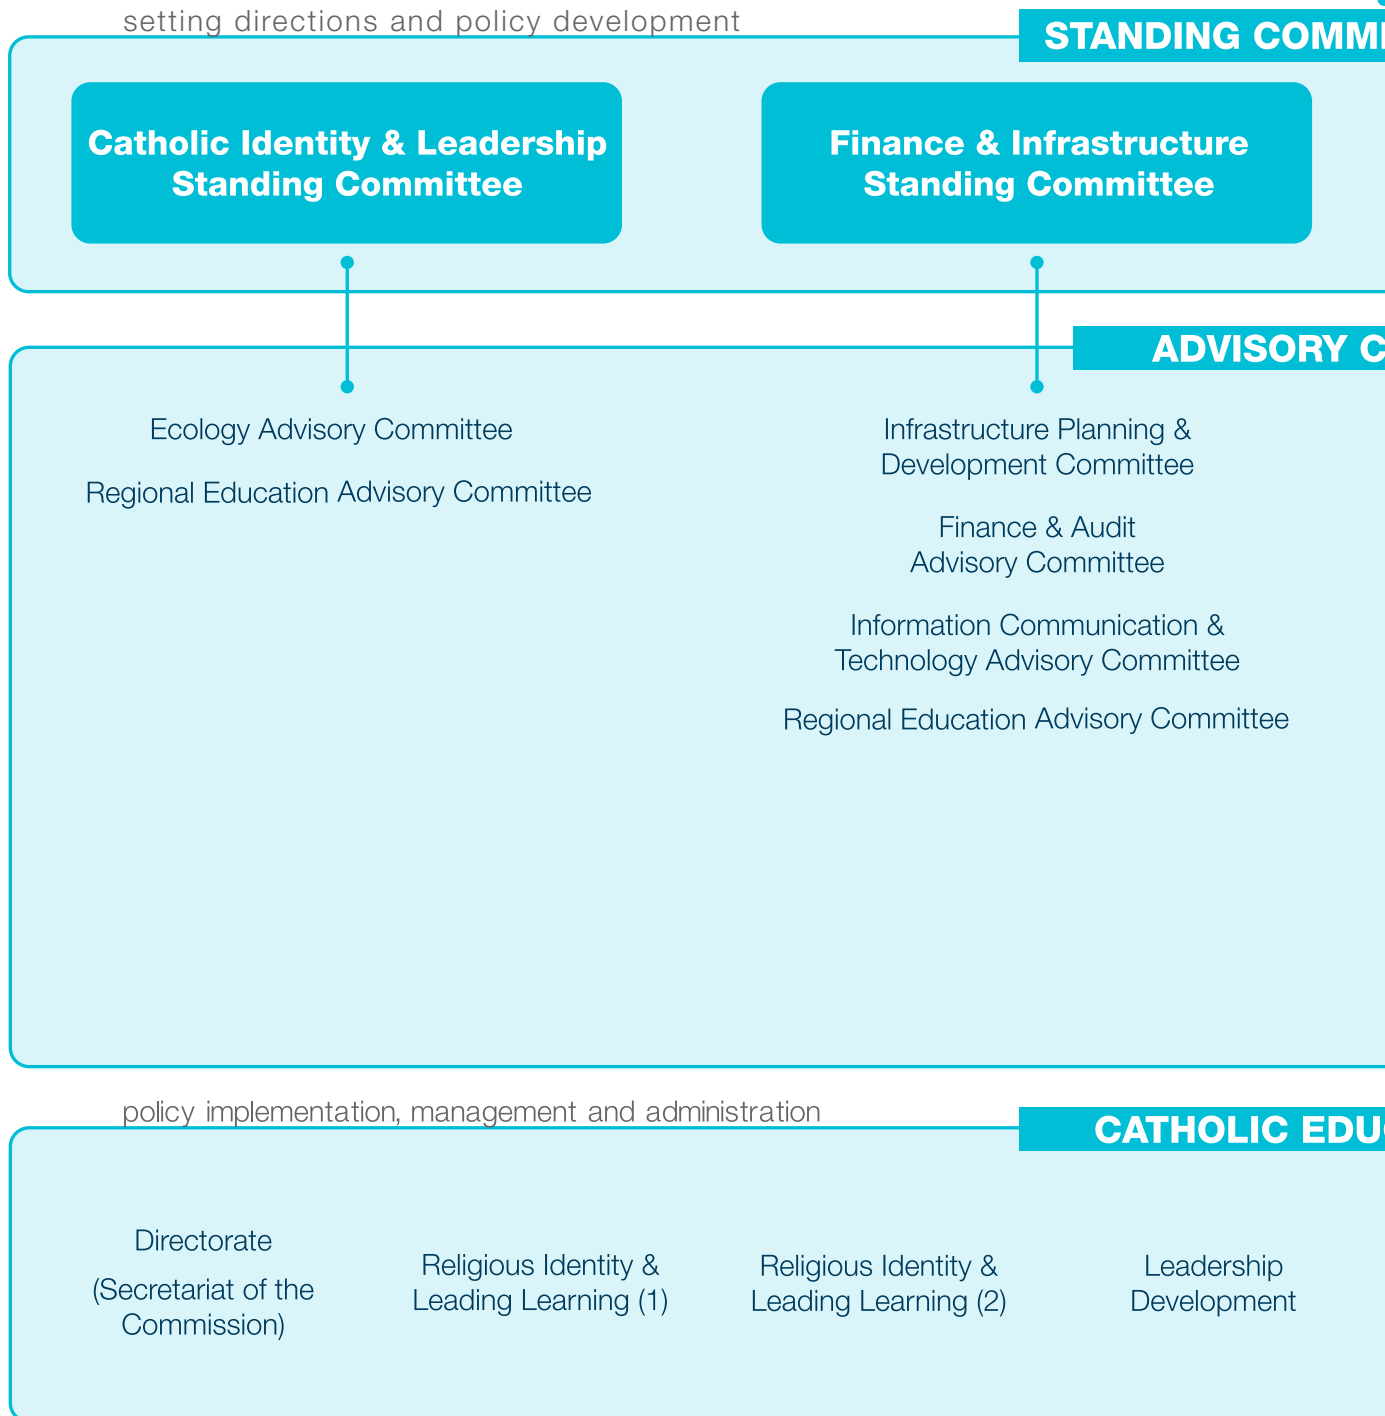 setting directions and policy development
STANDING COMM
Catholic Identity & Leadership
Standing Committee
Finance & Infrastructure
Standing Committee
ADVISORY C
Ecology Advisory Committee
Regional Education Advisory Committee
Infrastructure Planning &
Development Committee
Finance & Audit
Advisory Committee
Information Communication &
Technology Advisory Committee
Regional Education Advisory Committee
policy implementation, management and administration
CATHOLIC EDU
Directorate
(Secretariat of the
Commission)
Religious Identity &
Leading Learning (1)
Religious Identity &
Leading Learning (2)
Leadership
Development